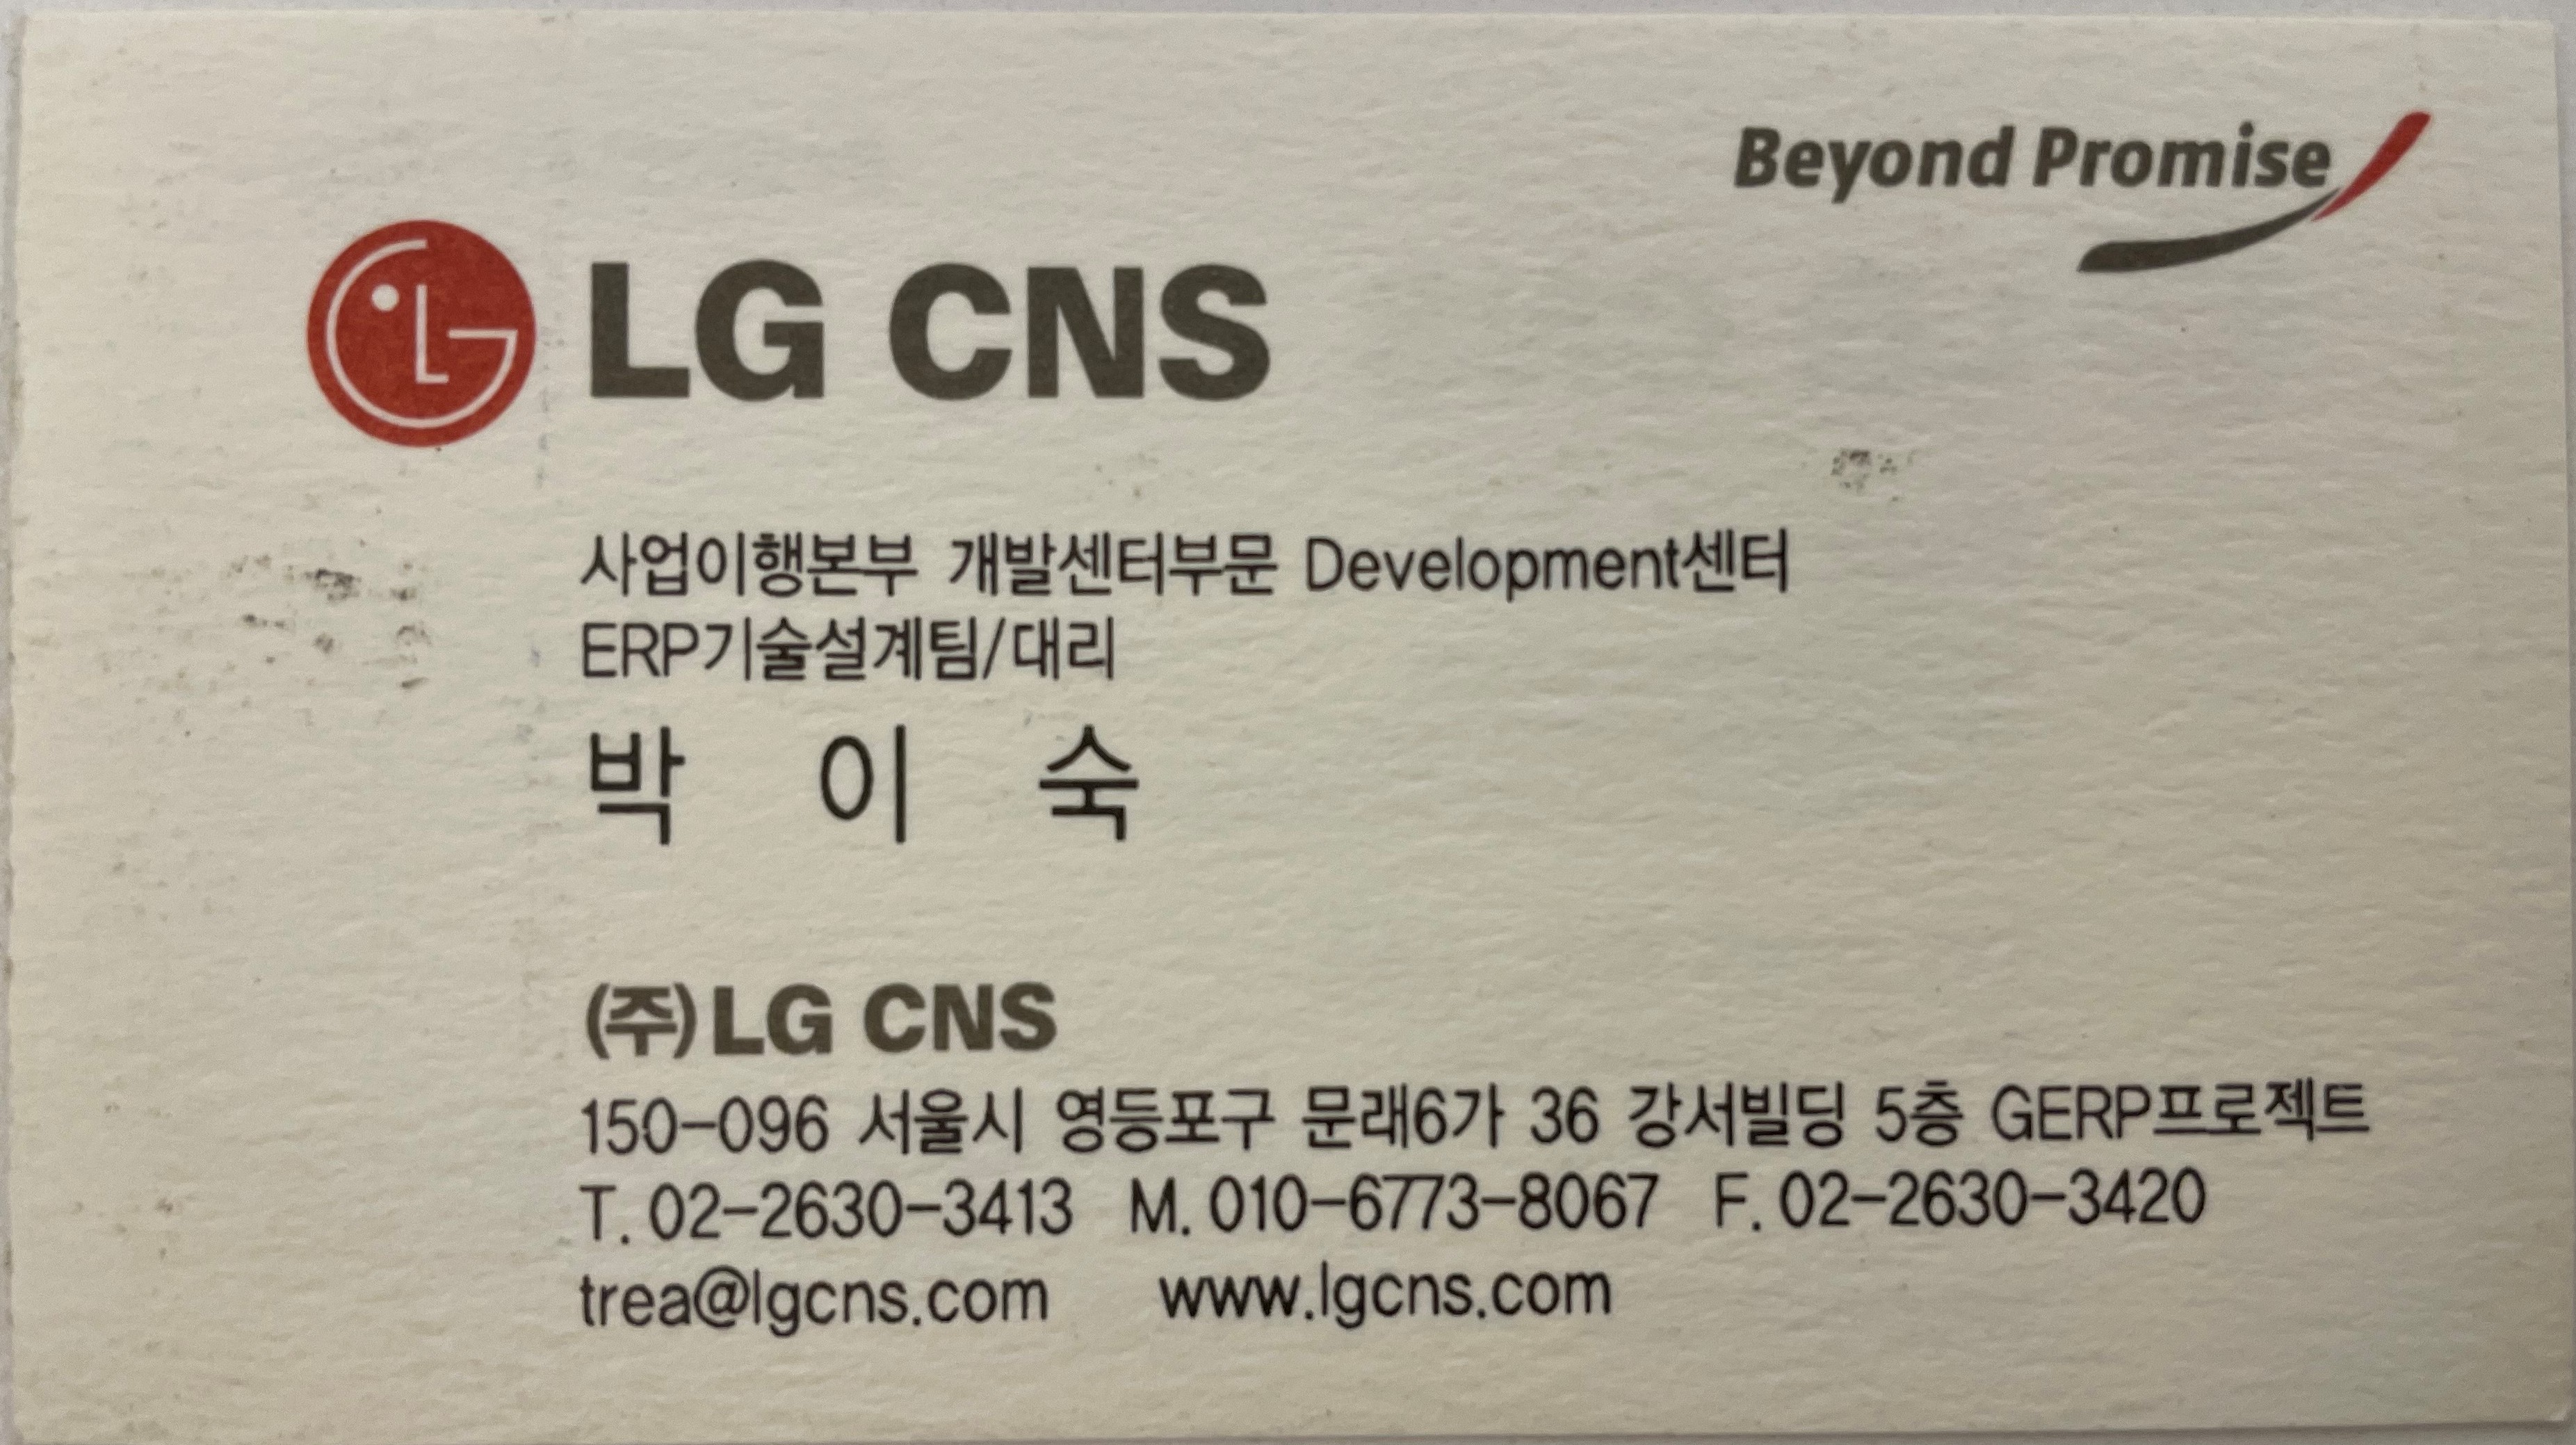 Beyond Promise
LG LG CNS
사업이행본부 개발센터부문 Development센터
ERP기술설계팀/대리
박 이 숙
(주)LG CNS
150-096 서울시 영등포구 문래6가 36 강서빌딩 5층 GERP프로젝트
T. 02-2630-3413 M. 010-6773-8067 F. 02-2630-3420
trea@lgcns.com www.lgcns.com